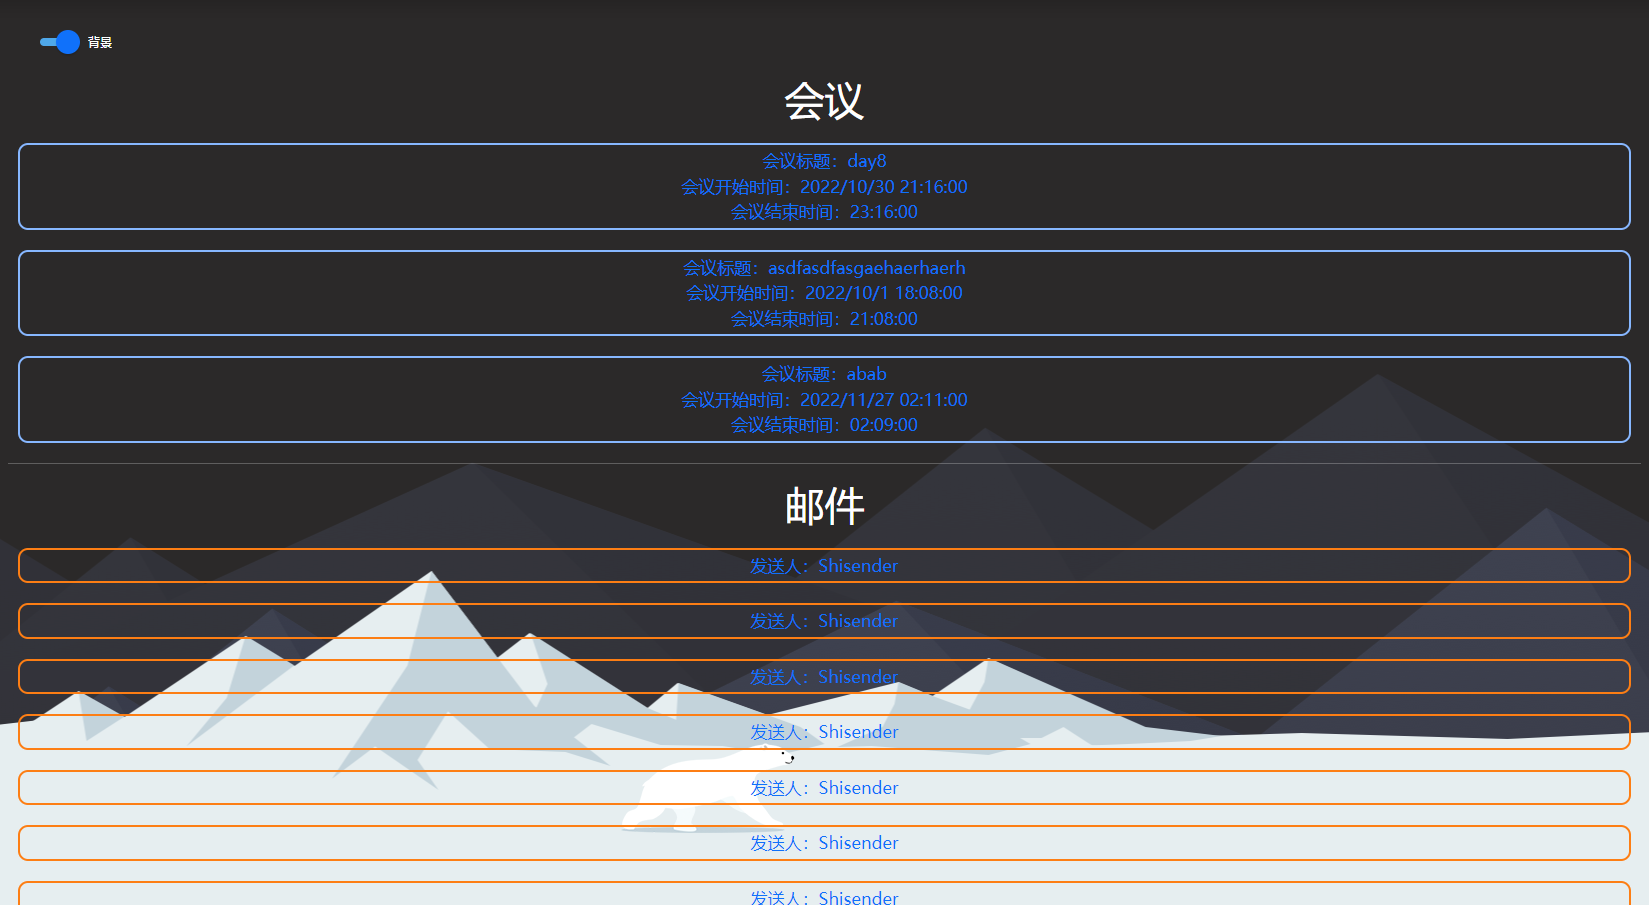 背景
会议
会议标题：day8
会议开始时间：2022/10/30 21:16:00
会议结束时间：23:16:00
会议标题：asdfasdfasgaehaerhaerh
会议开始时间：2022/10/1 18:08:00
会议结束时间：21:08:00
会议标题：abab
会议开始时间：2022/11/27 02:11:00
会议结束时间：02:09:00
邮件
发送人：Shisender
发送人：Shisender
发送人：Shisender
发送人：Shisender
发送人：Shisender
发送人：Shisender
发送人：Shisender